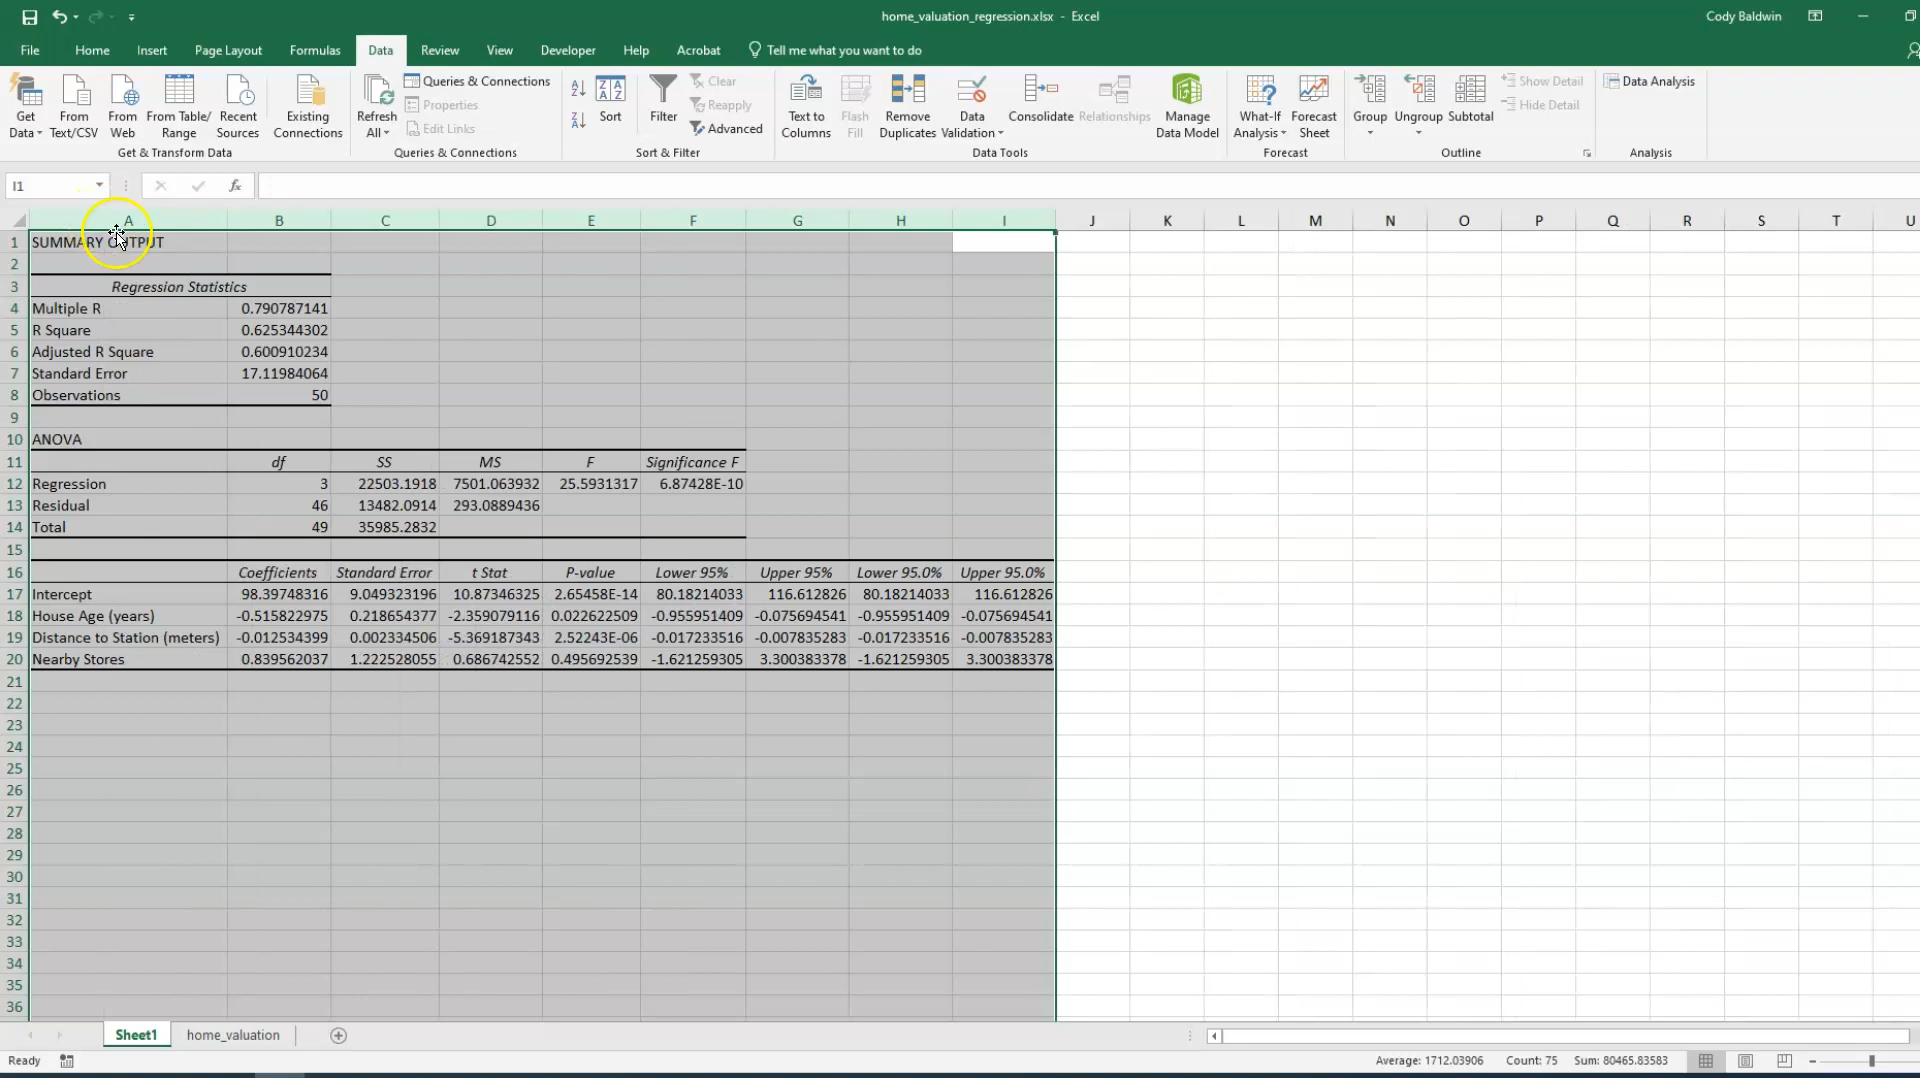 home_valuation_regression.xlsx - Excel
Cody Baldwin
File Home Insert Page Layout Formulas Data Review View Developer Help Acrobat Tell me what you want to do
Get Data
From Text/CSV
From Web
From Table/ Range
Recent Sources
Existing Connections
Get & Transform Data
Refresh All
Queries & Connections
Properties
Edit Links
Queries & Connections
Sort
Filter
Clear
Reapply
Advanced
Sort & Filter
Text to Columns
Flash Fill
Remove Duplicates
Data Validation
Consolidate
Relationships
Manage Data Model
Data Tools
What-If Analysis
Forecast Sheet
Forecast
Group
Ungroup
Subtotal
Show Detail
Hide Detail
Outline
Data Analysis
Analysis
I1 fx
A B C D E F G H I J K L M N O P Q R S T U
1 SUMMARY OUTPUT
2
3 Regression Statistics
4 Multiple R 0.790787141
5 R Square 0.625344302
6 Adjusted R Square 0.600910234
7 Standard Error 17.11984064
8 Observations 50
9
10 ANOVA
11 df SS MS F Significance F
12 Regression 3 22503.1918 7501.063932 25.5931317 6.87428E-10
13 Residual 46 13482.0914 293.0889436
14 Total 49 35985.2832
15
16 Coefficients Standard Error t Stat P-value Lower 95% Upper 95% Lower 95.0% Upper 95.0%
17 Intercept 98.39748316 9.049323196 10.87346325 2.65458E-14 80.18214033 116.612826 80.18214033 116.612826
18 House Age (years) -0.515822975 0.218654377 -2.359079116 0.022622509 -0.955951409 -0.075694541 -0.955951409 -0.075694541
19 Distance to Station (meters) -0.012534399 0.002334506 -5.369187343 2.52243E-06 -0.017233516 -0.007835283 -0.017233516 -0.007835283
20 Nearby Stores 0.839562037 1.222528055 0.686742552 0.495692539 -1.621259305 3.300383378 -1.621259305 3.300383378
21
22
23
24
25
26
27
28
29
30
31
32
33
34
35
36
Sheet1 home_valuation
Ready
Average: 1712.03906 Count: 75 Sum: 80465.83583